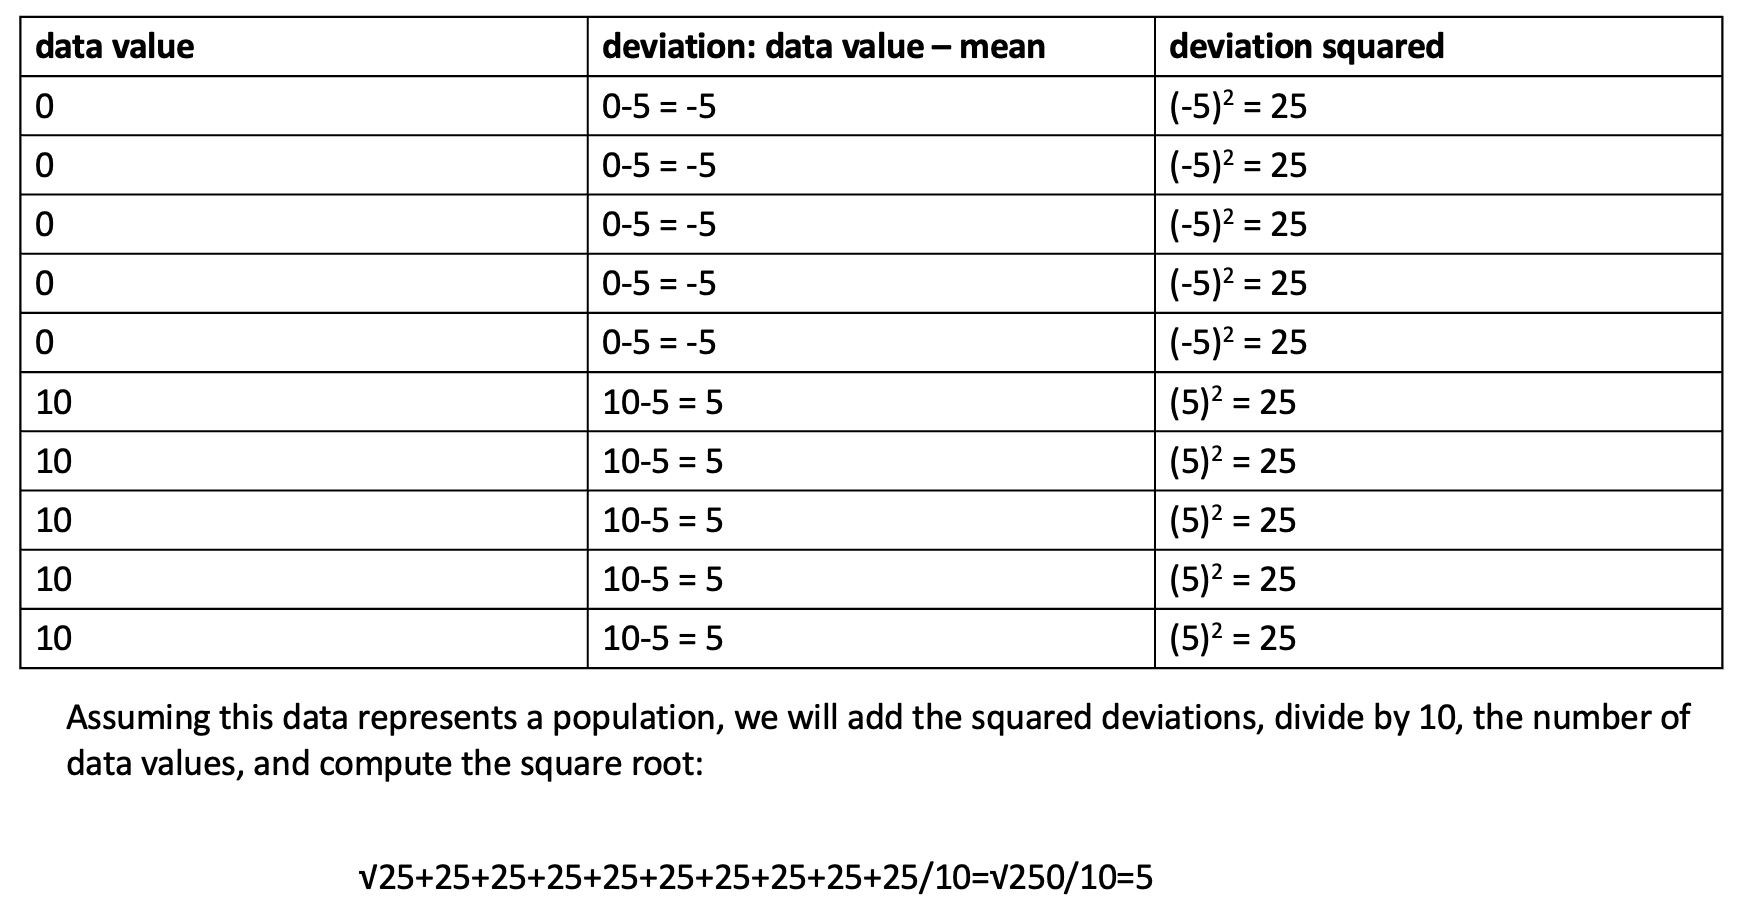 data value deviation: data value – mean deviation squared
0 0-5 = -5 (-5)² = 25
0 0-5 = -5 (-5)² = 25
0 0-5 = -5 (-5)² = 25
0 0-5 = -5 (-5)² = 25
0 0-5 = -5 (-5)² = 25
10 10-5 = 5 (5)² = 25
10 10-5 = 5 (5)² = 25
10 10-5 = 5 (5)² = 25
10 10-5 = 5 (5)² = 25
10 10-5 = 5 (5)² = 25
Assuming this data represents a population, we will add the squared deviations, divide by 10, the number of
data values, and compute the square root:
√25+25+25+25+25+25+25+25+25+25/10=√250/10=5